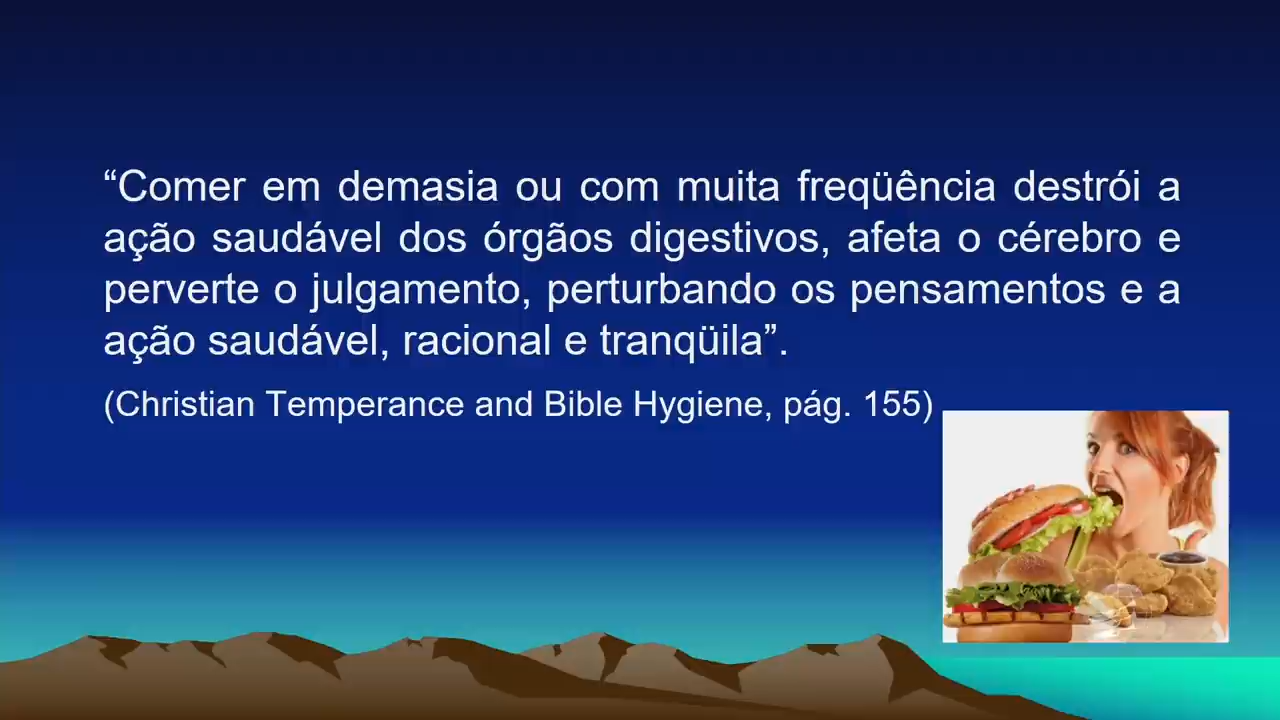 “Comer em demasia ou com muita freqüência destrói a
ação saudável dos órgãos digestivos, afeta o cérebro e
perverte o julgamento, perturbando os pensamentos e a
ação saudável, racional e tranqüila”.
(Christian Temperance and Bible Hygiene, pág. 155)